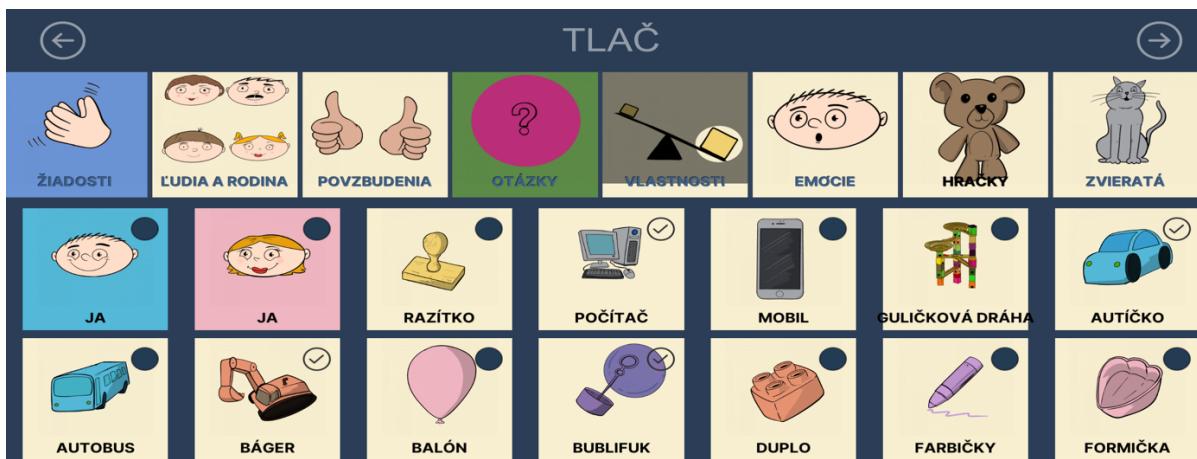 TLAČ
ŽIADOSTI
ĽUDIA A RODINA
POVZBUDENIA
OTÁZKY
VLASTNOSTI
EMOCIE
HRAČKY
ZVIERATÁ
JA
JA
RAZÍTKO
POČÍTAČ
MOBIL
GULIČKOVÁ DRÁHA
AUTÍČKO
AUTOBUS
BÁGER
BALÓN
BUBLIFUK
DUPLO
FARBIČKY
FORMIČKA